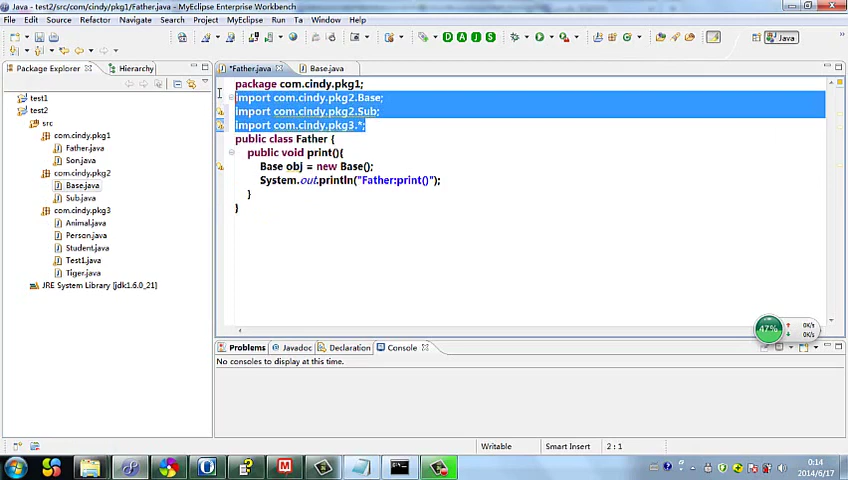 Java - test2/src/com/cindy/pkg1/Father.java - MyEclipse Enterprise Workbench
File Edit Source Refactor Navigate Search Project MyEclipse Run Ta Window Help
Java
Package Explorer Hierarchy
*Father.java Base.java
test1
test2
src
com.cindy.pkg1
Father.java
Son.java
com.cindy.pkg2
Base.java
Sub.java
com.cindy.pkg3
Animal.java
Person.java
Student.java
Test1.java
Tiger.java
JRE System Library [jdk1.6.0_21]
package com.cindy.pkg1;
import com.cindy.pkg2.Base;
import com.cindy.pkg2.Sub;
import com.cindy.pkg3.*;
public class Father {
public void print(){
Base obj = new Base();
System.out.println("Father:print()");
}
}
47%
0K/s
0K/s
Problems Javadoc Declaration Console
No consoles to display at this time.
Writable Smart Insert 2 : 1
0:14
2014/6/17